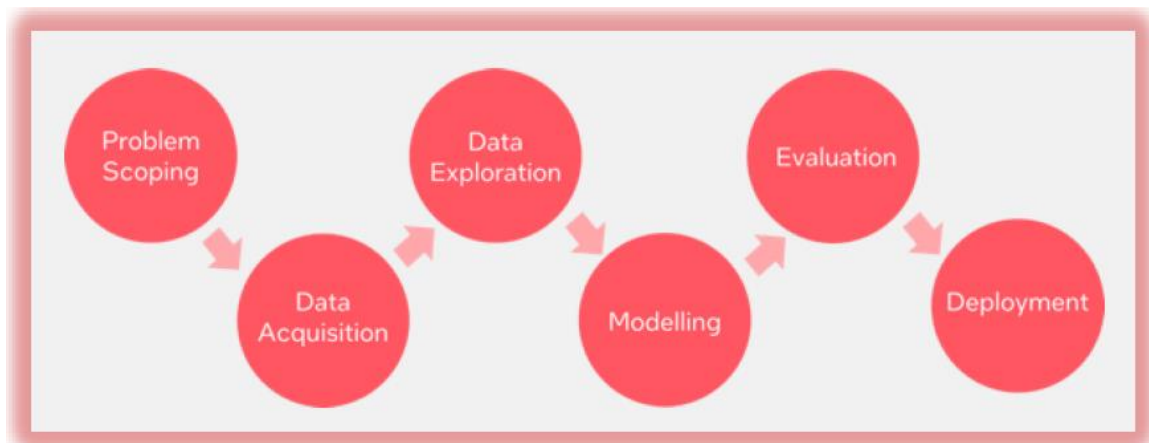 Problem
Scoping
Data
Acquisition
Data
Exploration
Modelling
Evaluation
Deployment